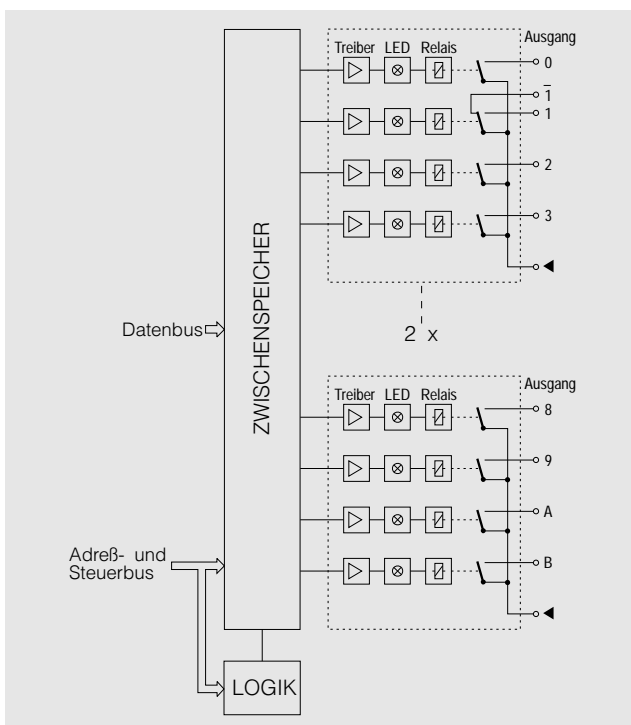 Ausgang
Treiber LED Relais
0
1̅
1
2
3
Datenbus
ZWISCHENSPEICHER
2 x
Ausgang
Treiber LED Relais
8
9
A
B
Adreß- und
Steuerbus
LOGIK